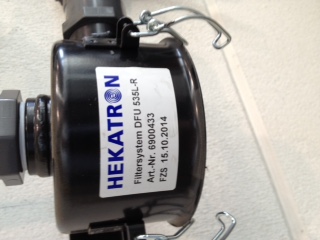 HEKATRON
Filtersystem DFU 535L-R
Art.-Nr. 6900433
FZS 15.10.2014